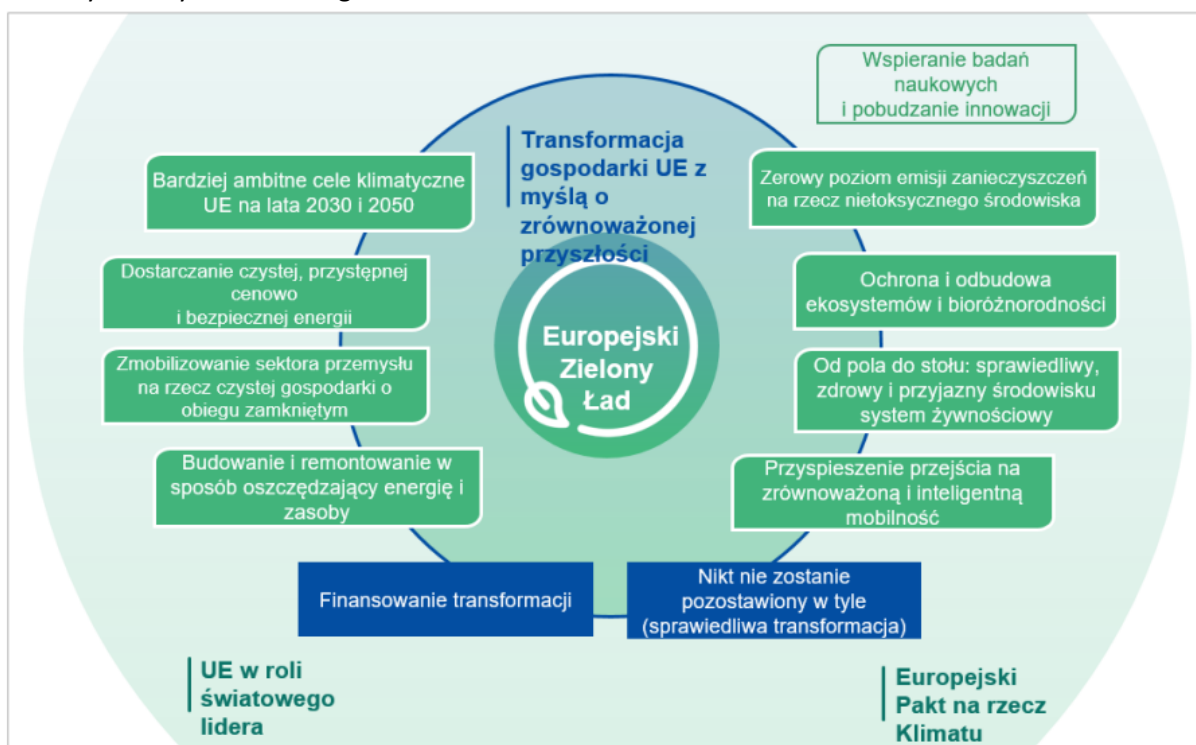 Wspieranie badań
naukowych
i pobudzanie innowacji
Transformacja
gospodarki UE z
myślą o
zrównoważonej
przyszłości
Bardziej ambitne cele klimatyczne
UE na lata 2030 i 2050
Zerowy poziom emisji zanieczyszczeń
na rzecz nietoksycznego środowiska
Dostarczanie czystej, przystępnej
cenowo
i bezpiecznej energii
Ochrona i odbudowa
ekosystemów i bioróżnorodności
Europejski
Zielony
Ład
Zmobilizowanie sektora przemysłu
na rzecz czystej gospodarki o
obiegu zamkniętym
Od pola do stołu: sprawiedliwy,
zdrowy i przyjazny środowisku
system żywnościowy
Budowanie i remontowanie w
sposób oszczędzający energię i
zasoby
Przyspieszenie przejścia na
zrównoważoną i inteligentną
mobilność
Finansowanie transformacji
Nikt nie zostanie
pozostawiony w tyle
(sprawiedliwa transformacja)
UE w roli
światowego
lidera
Europejski
Pakt na rzecz
Klimatu